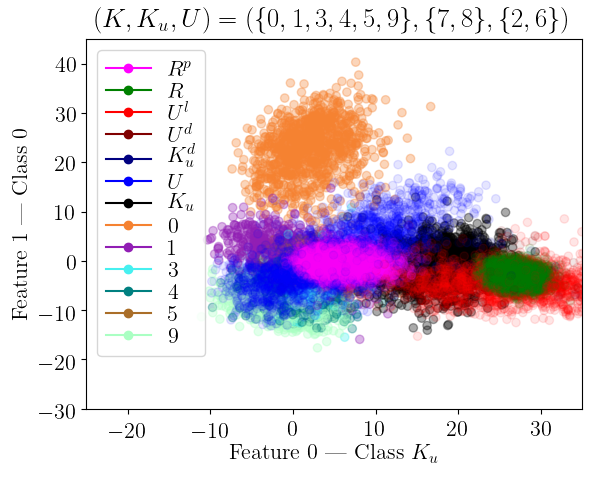 (K, K_u, U) = ({0, 1, 3, 4, 5, 9}, {7, 8}, {2, 6})
R^p
R
U^l
U^d
K_u^d
U
K_u
0
1
3
4
5
9
Feature 1 — Class 0
40
30
20
10
0
−10
−20
−30
−20
−10
0
10
20
30
Feature 0 — Class K_u